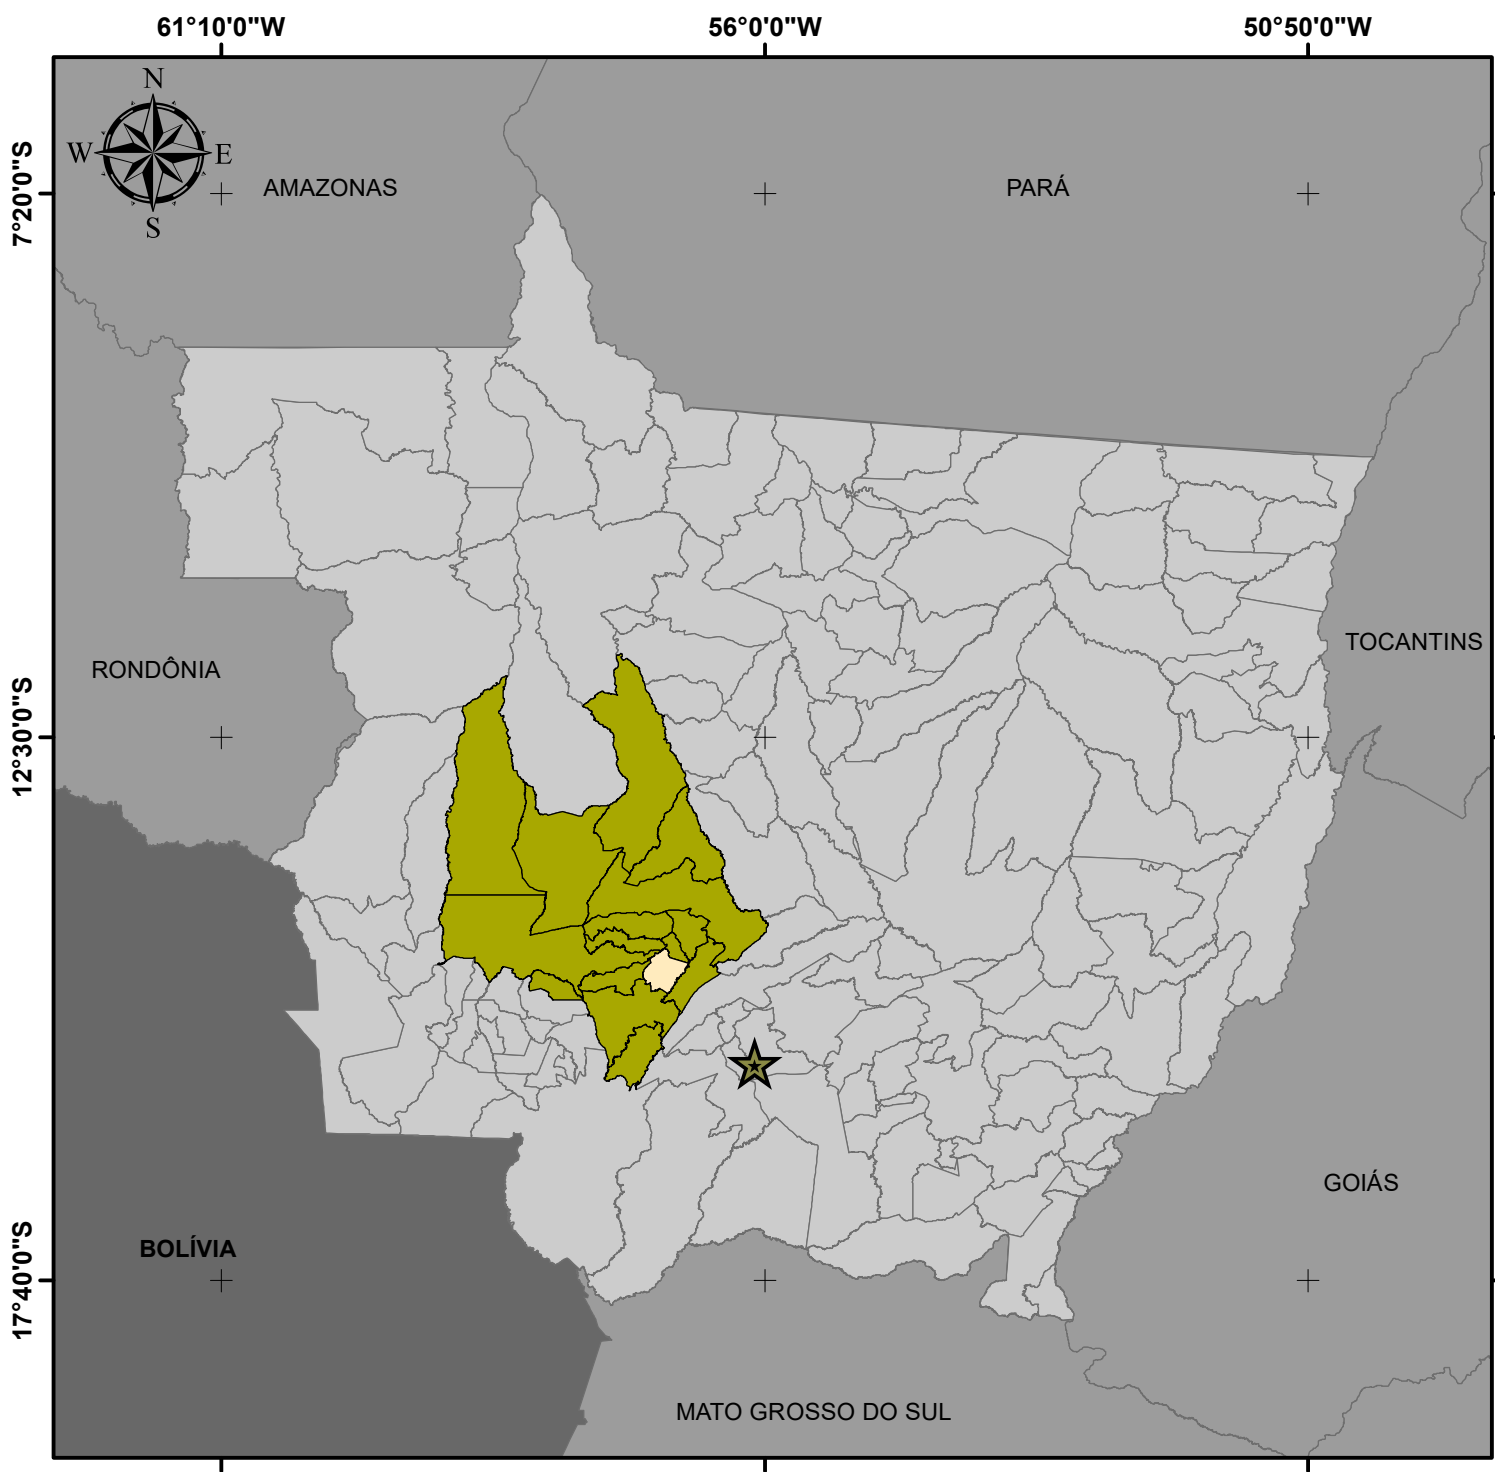 61°10'0"W 56°0'0"W 50°50'0"W
N
W E
S
AMAZONAS PARÁ
7°20'0"S
TOCANTINS
RONDÔNIA
12°30'0"S
GOIÁS
BOLÍVIA
17°40'0"S
MATO GROSSO DO SUL